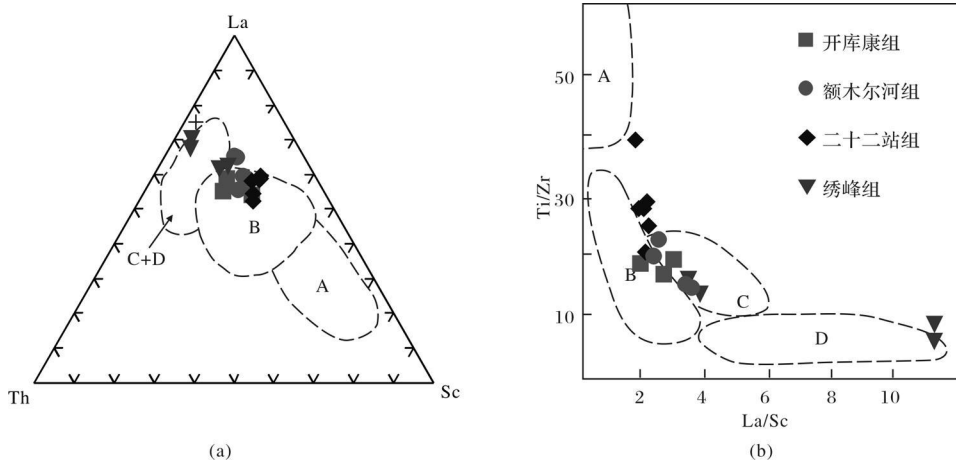 La
Th
Sc
A
B
C+D
(a)
Ti/Zr
50
30
10
A
B
C
D
开库康组
额木尔河组
二十二站组
绣峰组
2
4
6
8
10
La/Sc
(b)